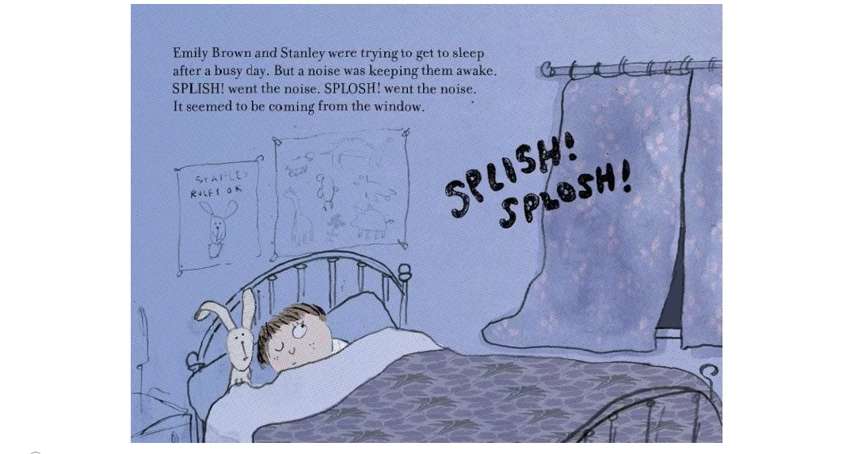 Emily Brown and Stanley were trying to get to sleep
after a busy day. But a noise was keeping them awake.
SPLISH! went the noise. SPLOSH! went the noise.
It seemed to be coming from the window.
SPLISH!
SPLOSH!
STANLEY
RULES OK